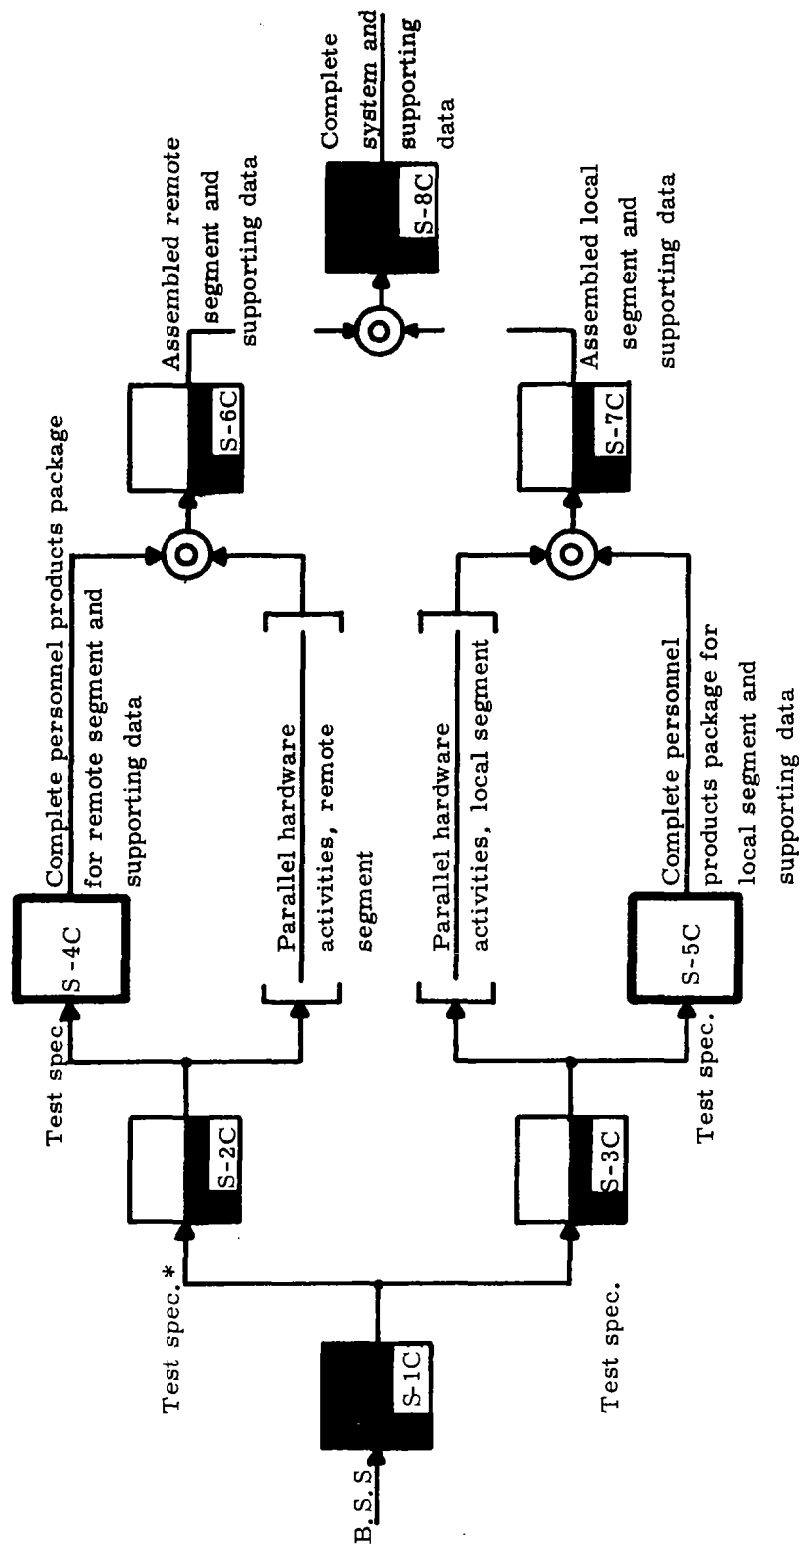 B.S.S
S-1C
Test spec.*
Test spec.
S-2C
S-3C
Test spec.
Test spec.
S-4C
S-5C
Complete personnel products package
for remote segment and
supporting data
Parallel hardware
activities, remote
segment
Parallel hardware
activities, local segment
Complete personnel
products package for
local segment and
supporting data
S-6C
S-7C
Assembled remote
segment and
supporting data
Assembled local
segment and
supporting data
S-8C
Complete
system and
supporting
data